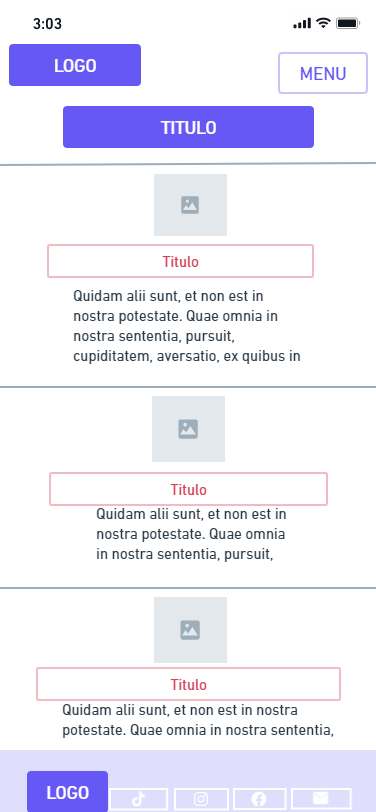 3:03
LOGO
MENU
TITULO
Titulo
Quidam alii sunt, et non est in
nostra potestate. Quae omnia in
nostra sententia, pursuit,
cupiditatem, aversatio, ex quibus in
Titulo
Quidam alii sunt, et non est in
nostra potestate. Quae omnia
in nostra sententia, pursuit,
Titulo
Quidam alii sunt, et non est in nostra
potestate. Quae omnia in nostra sententia,
LOGO